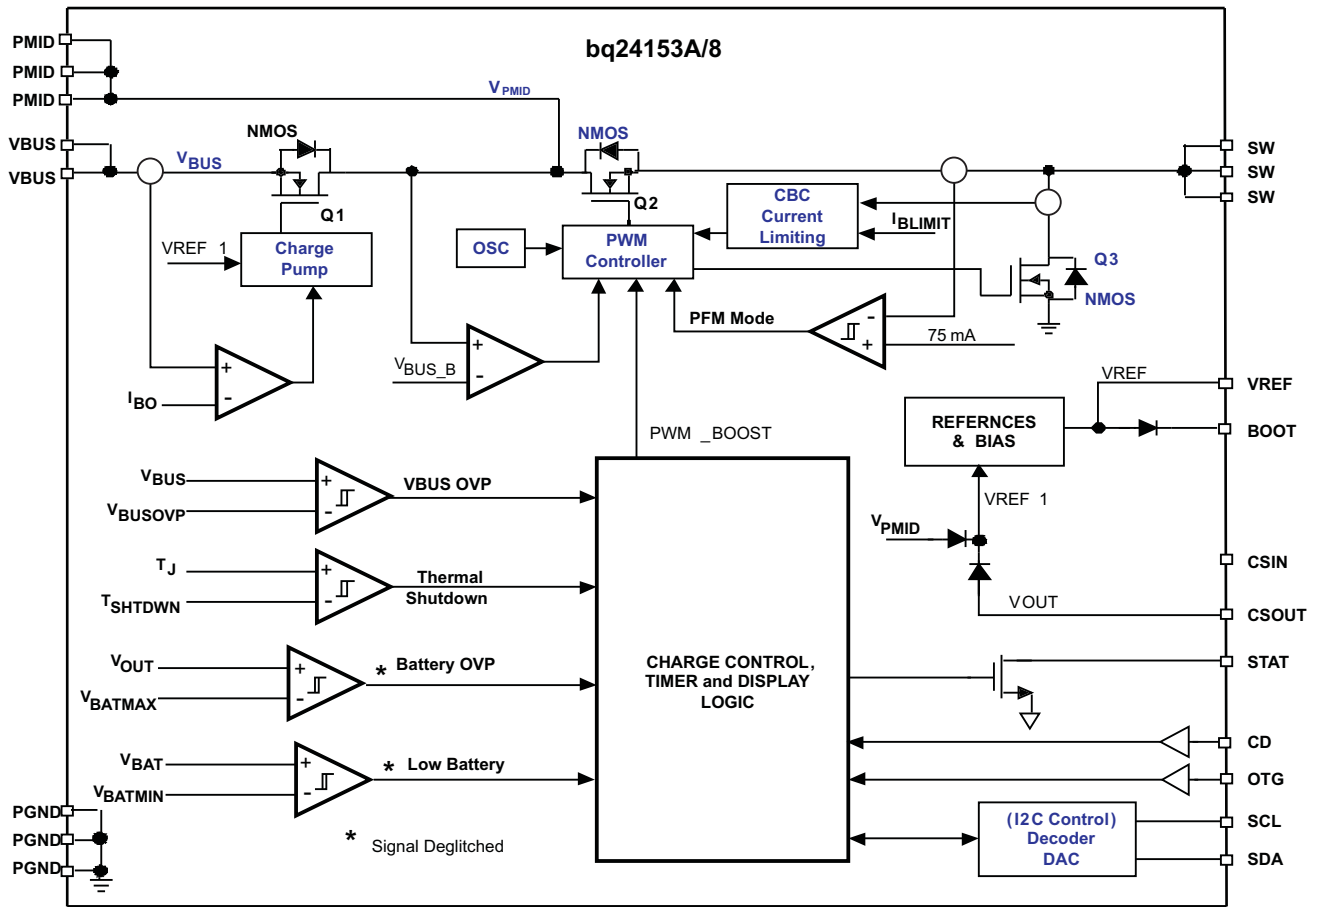 bq24153A/8
PMID
PMID
PMID
VBUS
VBUS
VPMID
NMOS
VBUS
Q1
NMOS
Q2
SW
SW
SW
VREF 1
Charge
Pump
OSC
PWM
Controller
CBC
Current
Limiting
IBLIMIT
Q3
NMOS
PFM Mode
-
+
75 mA
+
-
IBO
+
-
VBUS_B
PWM _BOOST
VREF
VREF
BOOT
REFERNCES
& BIAS
VREF 1
VPMID
VOUT
CSIN
CSOUT
VBUS
VBUSOVP
+
-
VBUS OVP
TJ
TSHTDWN
+
-
Thermal
Shutdown
VOUT
VBATMAX
+
-
* Battery OVP
VBAT
VBATMIN
+
-
* Low Battery
* Signal Deglitched
CHARGE CONTROL,
TIMER and DISPLAY
LOGIC
STAT
CD
OTG
(I2C Control)
Decoder
DAC
SCL
SDA
PGND
PGND
PGND